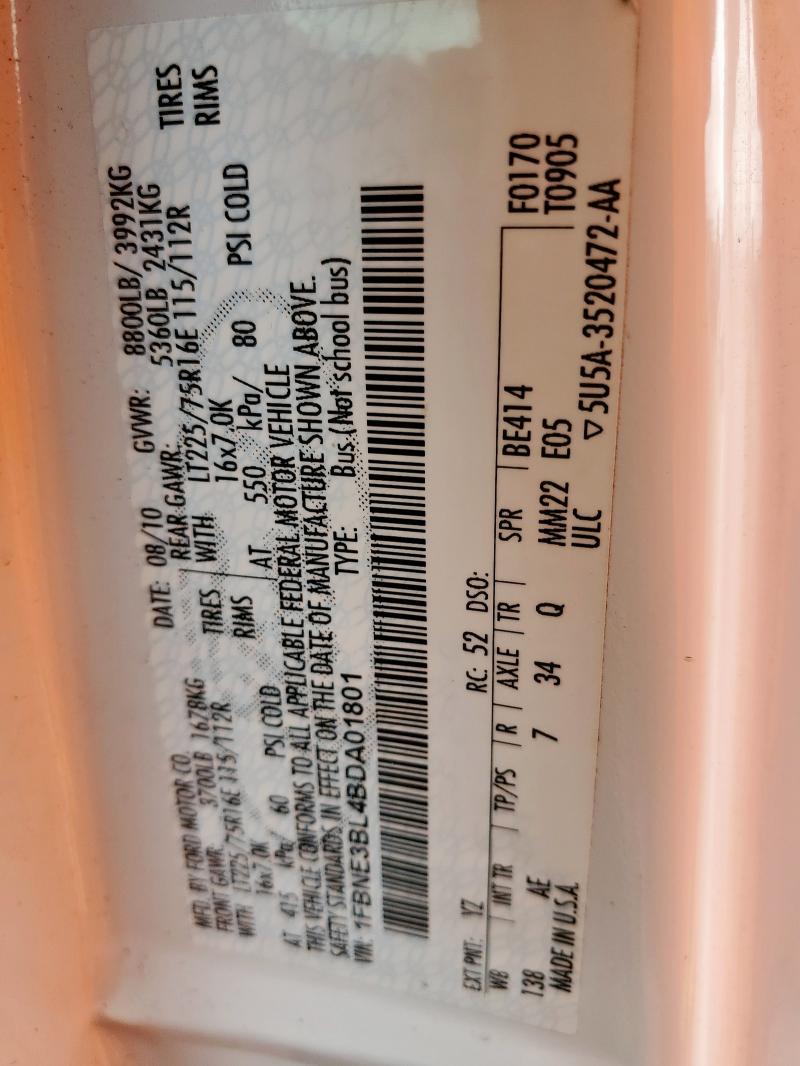 MFD. BY FORD MOTOR CO. DATE: 08/10 GVWR: 8800LB/ 3992KG
FRONT GAWR: 3700LB 1678KG REAR GAWR: 5360LB 2431KG
WITH LT225/75R16E 115/112R TIRES WITH LT225/75R16E 115/112R TIRES
16x7.0K RIMS 16x7.0K RIMS
AT 415 kPa/ 60 PSI COLD AT 550 kPa/ 80 PSI COLD
THIS VEHICLE CONFORMS TO ALL APPLICABLE FEDERAL MOTOR VEHICLE
SAFETY STANDARDS IN EFFECT ON THE DATE OF MANUFACTURE SHOWN ABOVE.
VIN: 1FBNE3BL4BDA01801 TYPE: Bus (Not school bus)
EXT PNT: YZ RC: 52 DSO:
WB INT TR TP/PS R AXLE TR SPR BE414 F0170
138 AE 7 34 Q MM22 E05 T0905
MADE IN U.S.A. ULC ▽5U5A-3520472-AA